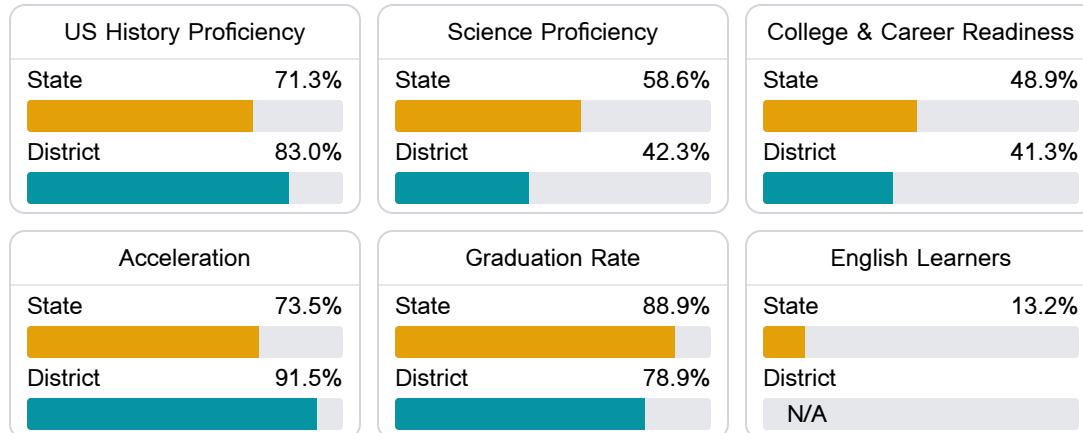 US History Proficiency
State 71.3%
District 83.0%
Science Proficiency
State 58.6%
District 42.3%
College & Career Readiness
State 48.9%
District 41.3%
Acceleration
State 73.5%
District 91.5%
Graduation Rate
State 88.9%
District 78.9%
English Learners
State 13.2%
District
N/A